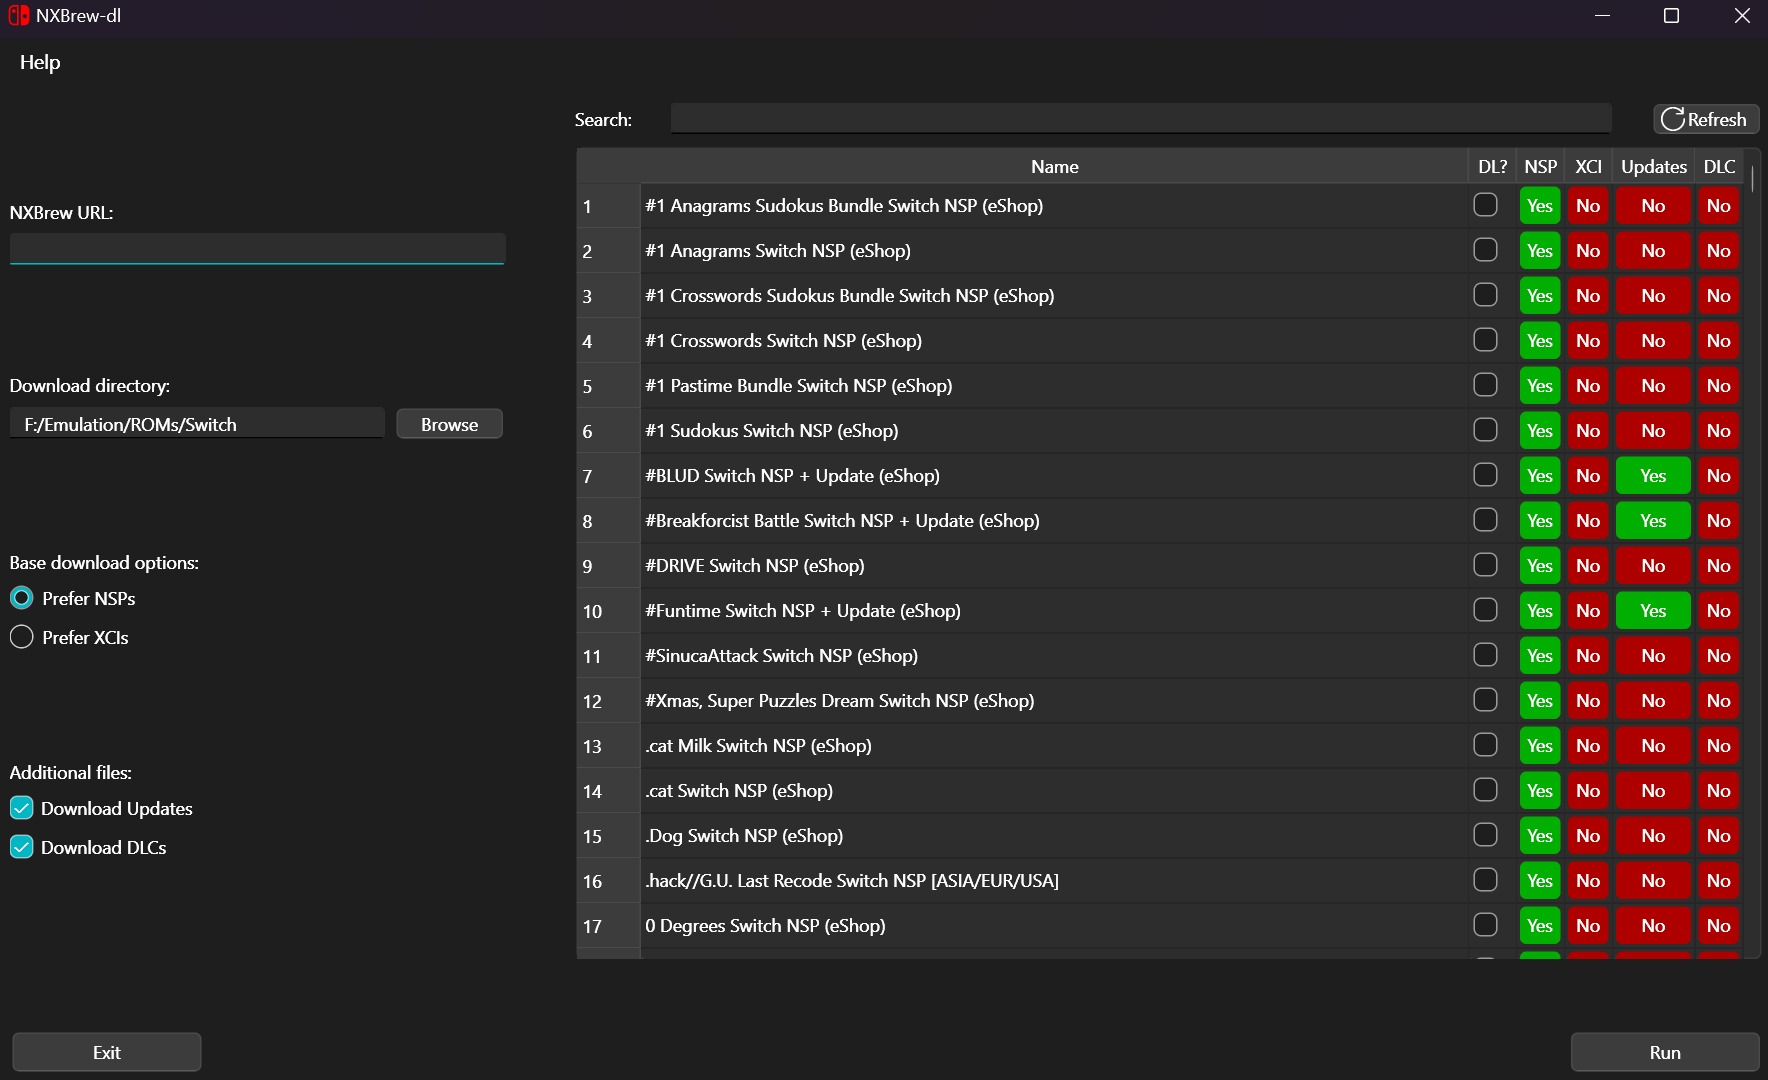 NXBrew-dl
Help
Search:
Refresh
NXBrew URL:
Download directory:
F:/Emulation/ROMs/Switch
Browse
Base download options:
Prefer NSPs
Prefer XCIs
Additional files:
Download Updates
Download DLCs
Name DL? NSP XCI Updates DLC
1 #1 Anagrams Sudokus Bundle Switch NSP (eShop) Yes No No No
2 #1 Anagrams Switch NSP (eShop) Yes No No No
3 #1 Crosswords Sudokus Bundle Switch NSP (eShop) Yes No No No
4 #1 Crosswords Switch NSP (eShop) Yes No No No
5 #1 Pastime Bundle Switch NSP (eShop) Yes No No No
6 #1 Sudokus Switch NSP (eShop) Yes No No No
7 #BLUD Switch NSP + Update (eShop) Yes No Yes No
8 #Breakforcist Battle Switch NSP + Update (eShop) Yes No Yes No
9 #DRIVE Switch NSP (eShop) Yes No No No
10 #Funtime Switch NSP + Update (eShop) Yes No Yes No
11 #SinucaAttack Switch NSP (eShop) Yes No No No
12 #Xmas, Super Puzzles Dream Switch NSP (eShop) Yes No No No
13 .cat Milk Switch NSP (eShop) Yes No No No
14 .cat Switch NSP (eShop) Yes No No No
15 .Dog Switch NSP (eShop) Yes No No No
16 .hack//G.U. Last Recode Switch NSP [ASIA/EUR/USA] Yes No No No
17 0 Degrees Switch NSP (eShop) Yes No No No
Exit
Run